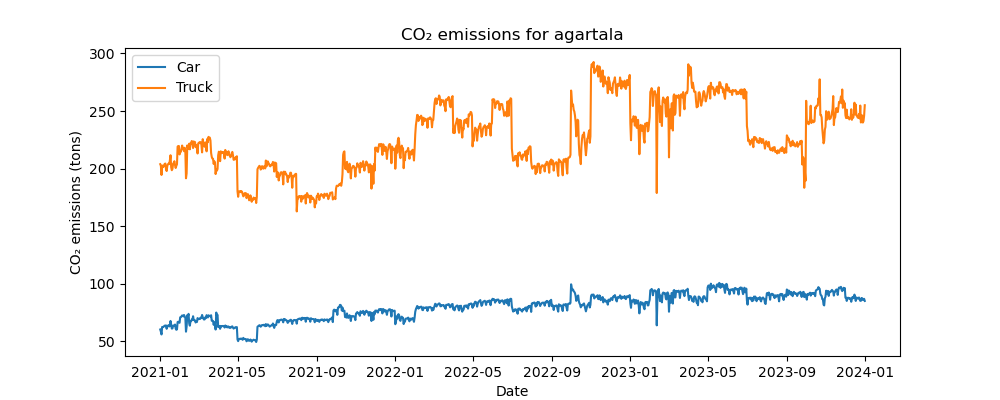 CO₂ emissions for agartala
Car
Truck
CO₂ emissions (tons)
300
250
200
150
100
50
2021-01 2021-05 2021-09 2022-01 2022-05 2022-09 2023-01 2023-05 2023-09 2024-01
Date